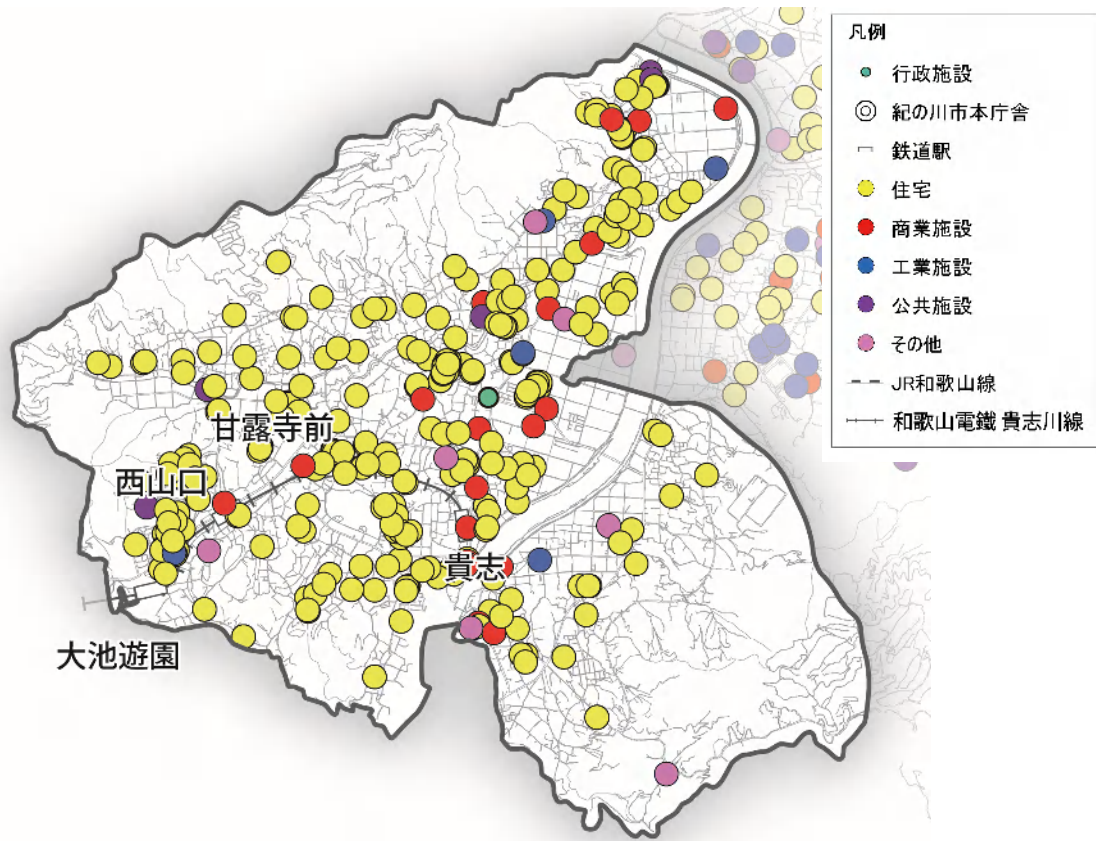 凡例
行政施設
紀の川市本庁舎
鉄道駅
住宅
商業施設
工業施設
公共施設
その他
JR和歌山線
和歌山電鐵 貴志川線
甘露寺前
西山口
貴志
大池遊園